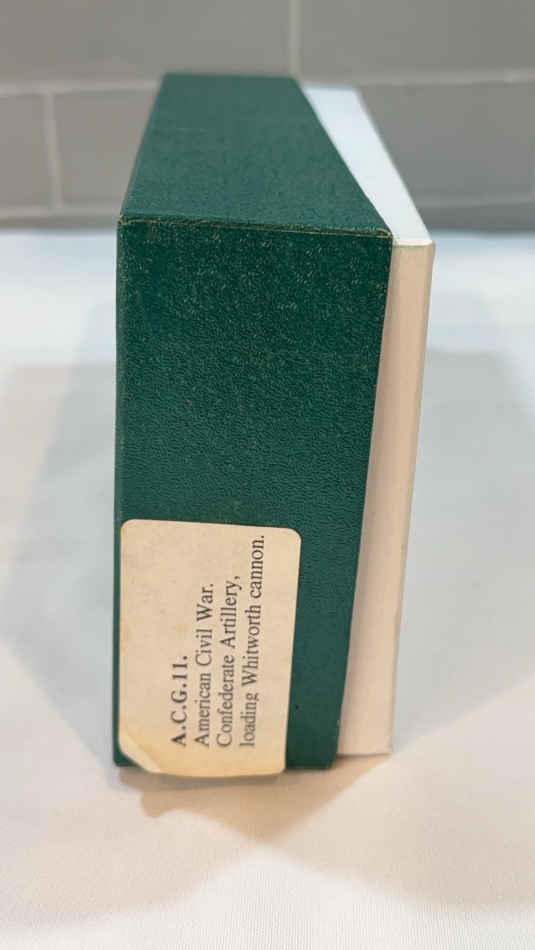 A.C.G.11.
American Civil War.
Confederate Artillery,
loading Whitworth cannon.